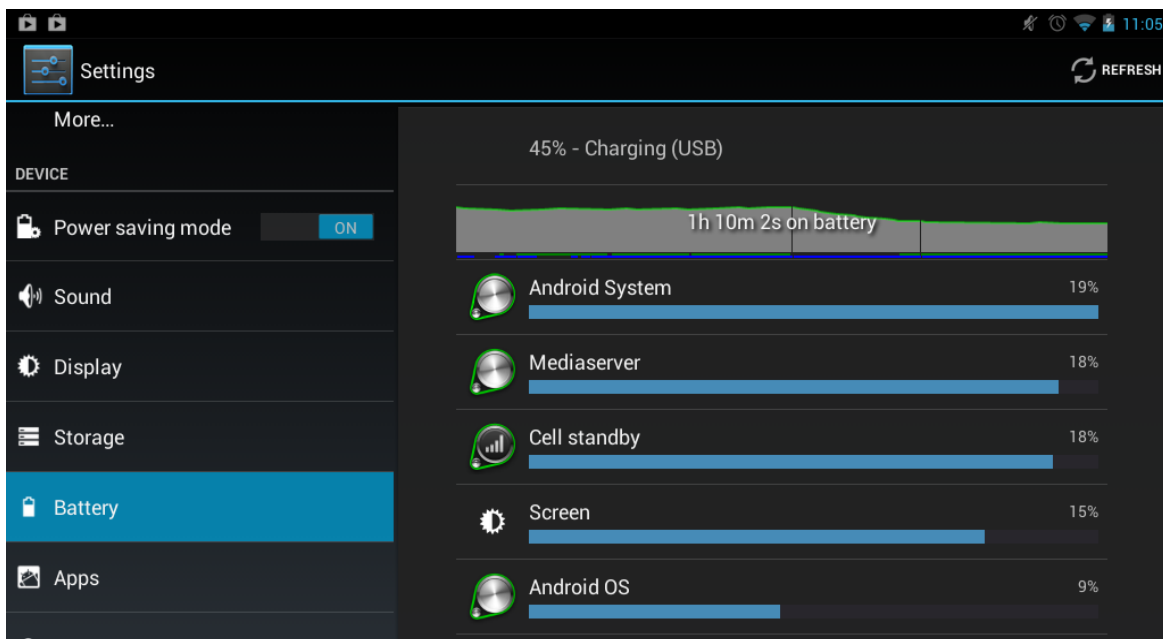 11:05
Settings
REFRESH
More...
DEVICE
Power saving mode ON
Sound
Display
Storage
Battery
Apps
45% - Charging (USB)
1h 10m 2s on battery
Android System 19%
Mediaserver 18%
Cell standby 18%
Screen 15%
Android OS 9%